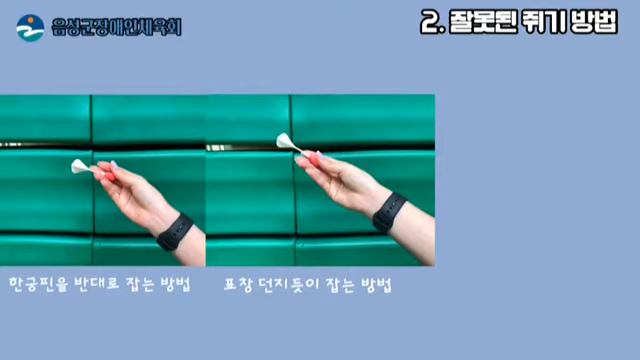 음성군장애인체육회
2. 잘못된 쥐기 방법
한궁핀을 반대로 잡는 방법
표창 던지듯이 잡는 방법